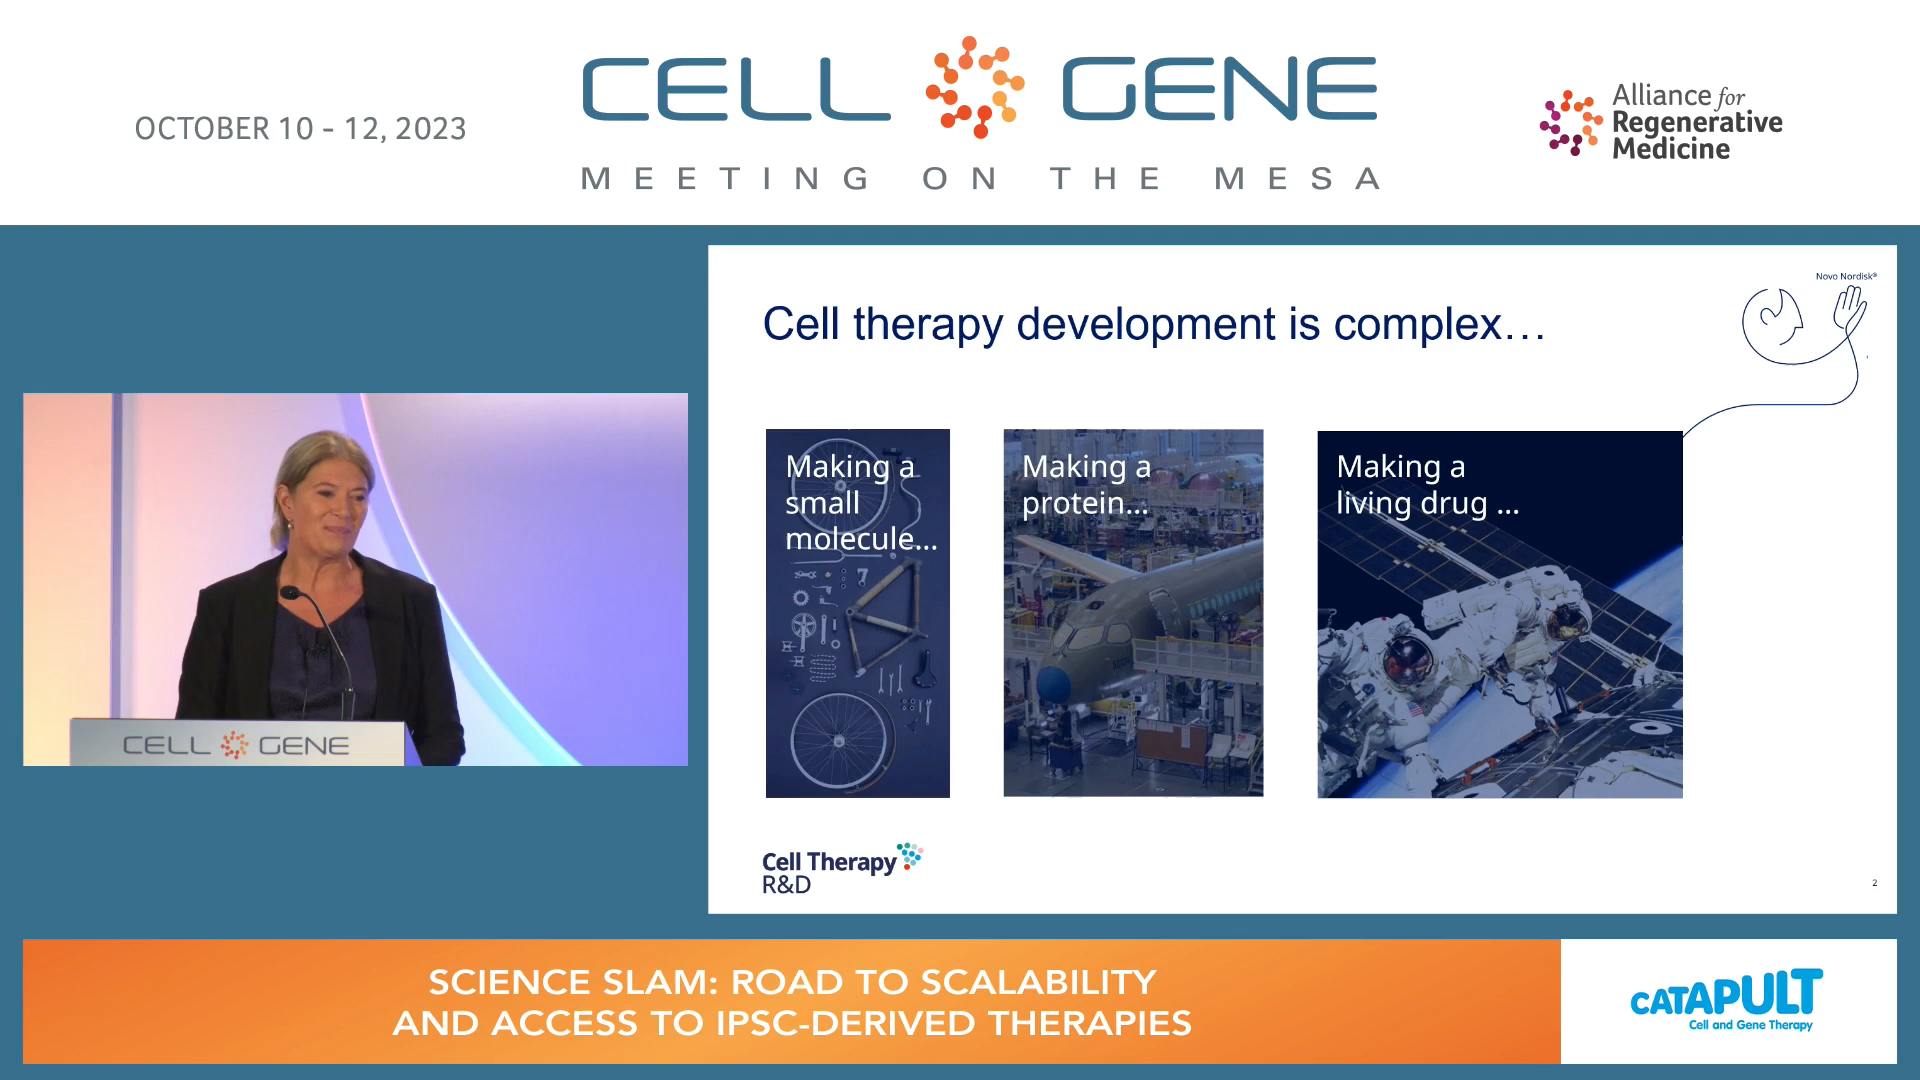 OCTOBER 10 - 12, 2023
CELL GENE
MEETING ON THE MESA
Alliance for
Regenerative
Medicine
Novo Nordisk®
Cell therapy development is complex…
Making a
small
molecule…
Making a
protein…
Making a
living drug …
CELL GENE
Cell Therapy
R&D
2
SCIENCE SLAM: ROAD TO SCALABILITY
AND ACCESS TO IPSC-DERIVED THERAPIES
CATAPULT
Cell and Gene Therapy